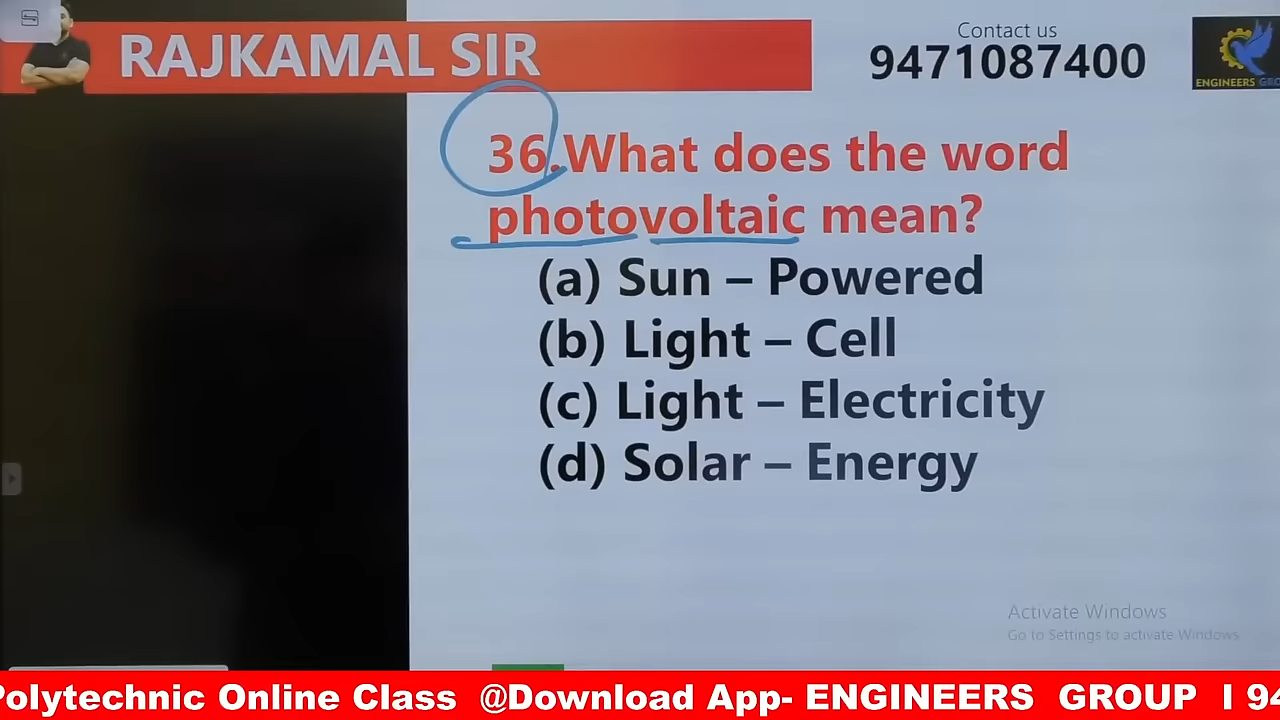 RAJKAMAL SIR
Contact us
9471087400
ENGINEERS GRO
36.What does the word
photovoltaic mean?
(a) Sun – Powered
(b) Light – Cell
(c) Light – Electricity
(d) Solar – Energy
Activate Windows
Go to Settings to activate Windows
Polytechnic Online Class @Download App- ENGINEERS GROUP I 94